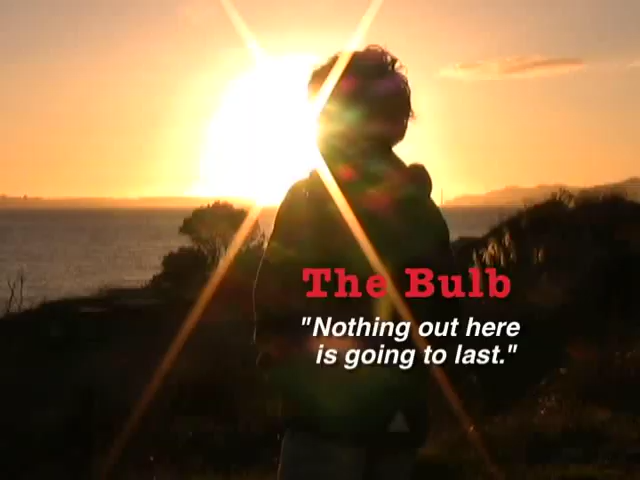 The Bulb
"Nothing out here
is going to last."